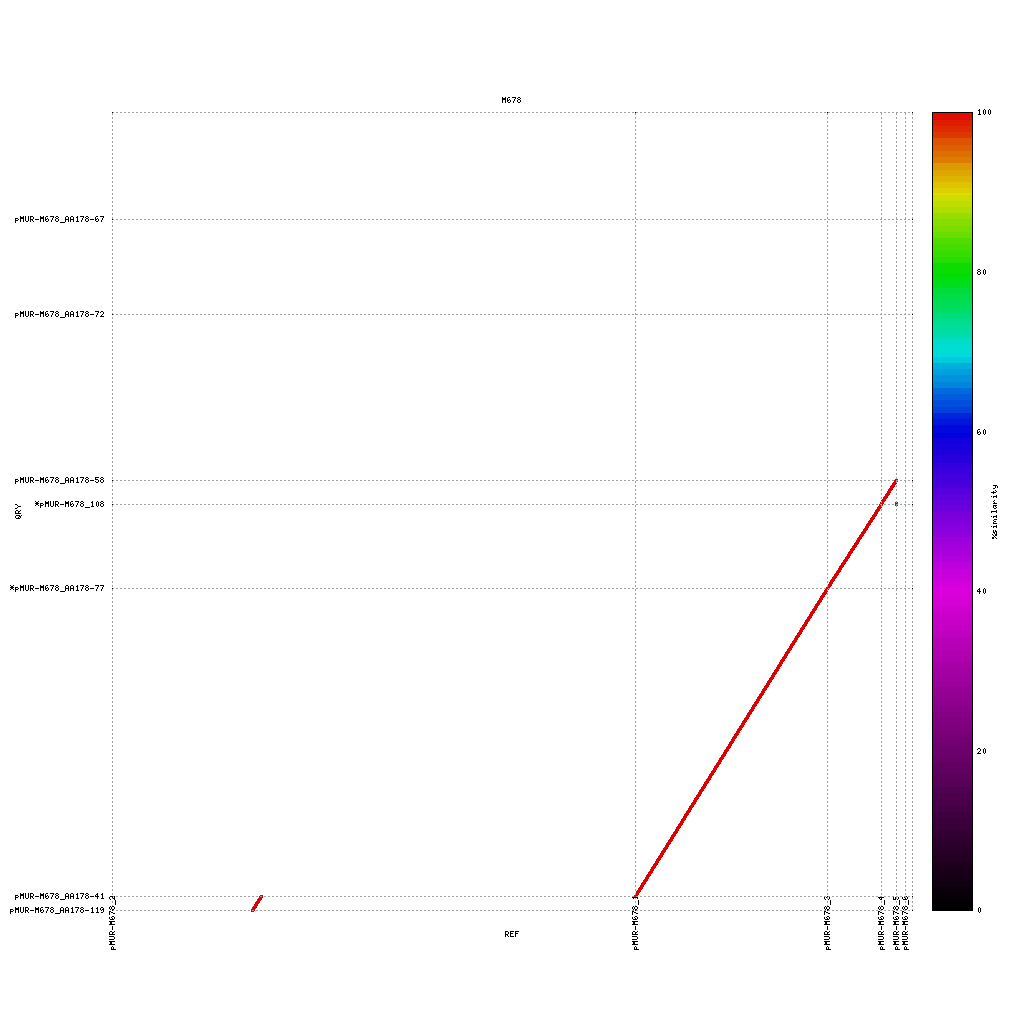 M678
100
pMUR-M678_AA178-67
80
pMUR-M678_AA178-72
60
pMUR-M678_AA178-58
*pMUR-M678_108
QRY
%similarity
*pMUR-M678_AA178-77
40
20
pMUR-M678_AA178-41
pMUR-M678_AA178-119
0
pMUR-M678_2
pMUR-M678_1
pMUR-M678_3
pMUR-M678_4
pMUR-M678_5
pMUR-M678_6
REF